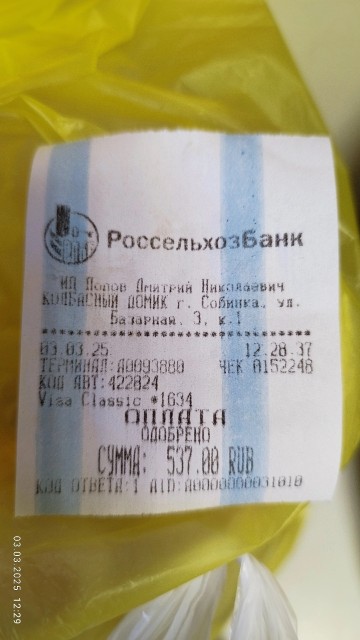 РоссельхозБанк
ИП Попов Дмитрий Николаевич
КОЛБАСНЫЙ ДОМИК г. Собинка, ул.
Базарная, 3, к.1
03.03.25 12:28:37
ТЕРМИНАЛ:A0093880 ЧЕК 0152248
КОД АВТ:422824
Visa Classic *1634
ОПЛАТА
ОДОБРЕНО
СУММА: 537.00 RUB
КОД ОТВЕТА:1 AID:A0000000031010
03.03.2025 12:29